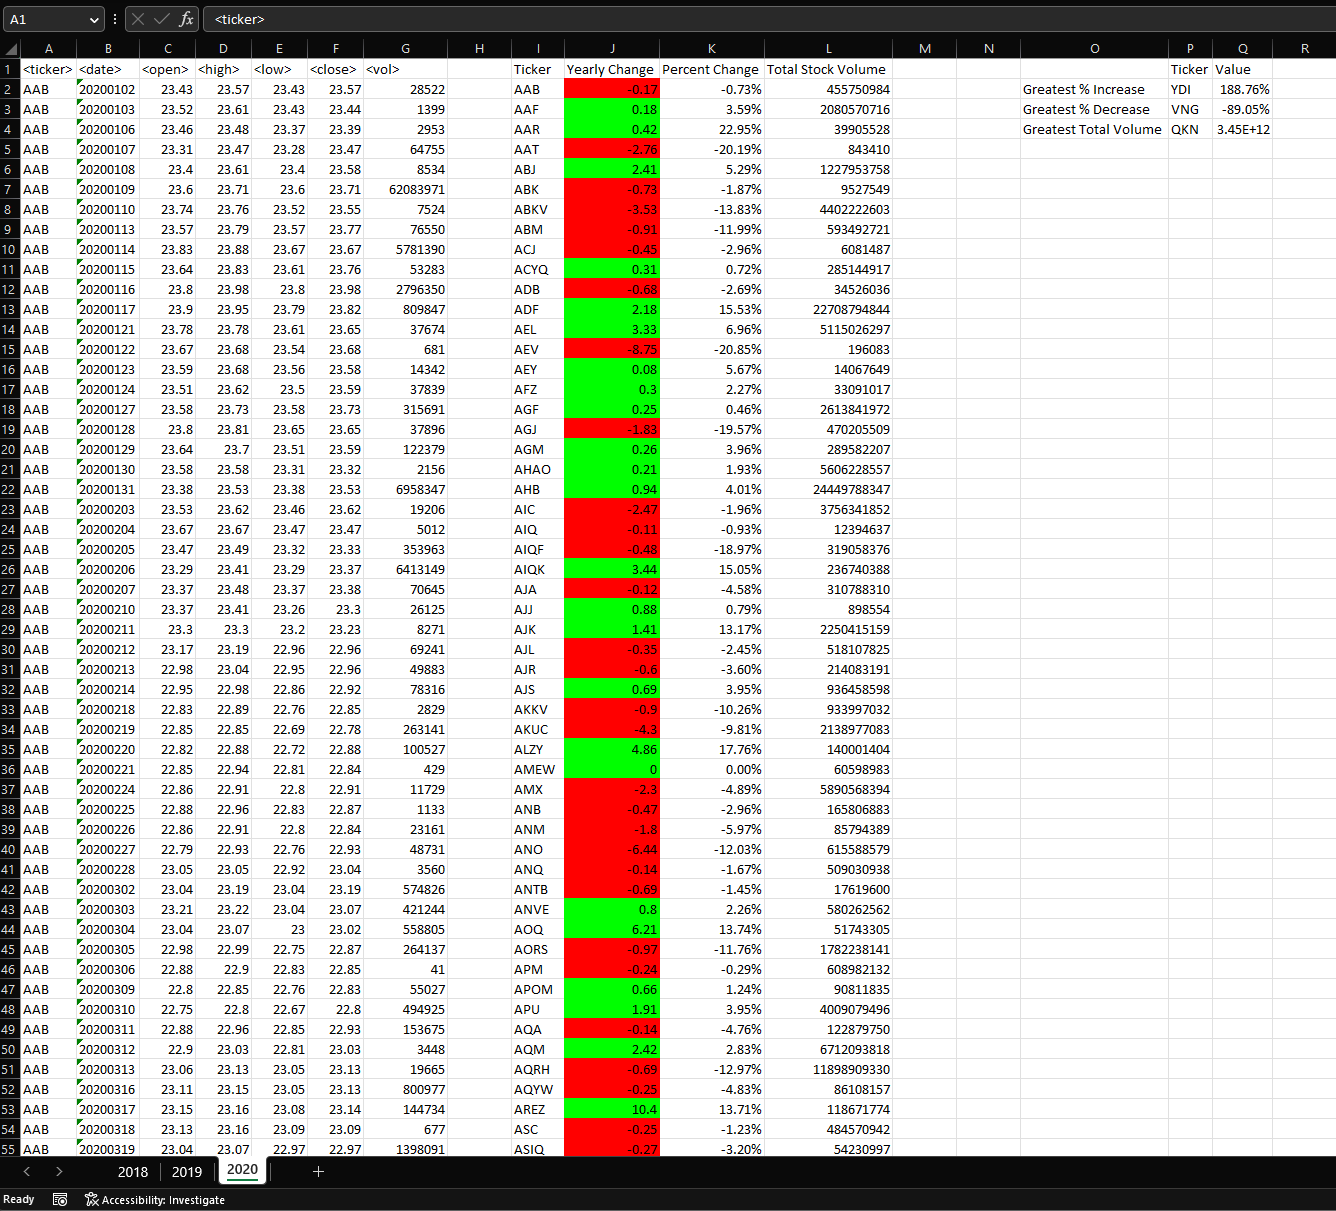 A1 fx <ticker>
A B C D E F G H I J K L M N O P Q R
1 <ticker> <date> <open> <high> <low> <close> <vol> Ticker Yearly Change Percent Change Total Stock Volume Ticker Value
2 AAB 20200102 23.43 23.57 23.43 23.57 28522 AAB -0.17 -0.73% 455750984 Greatest % Increase YDI 188.76%
3 AAB 20200103 23.52 23.61 23.43 23.44 1399 AAF 0.18 3.59% 2080570716 Greatest % Decrease VNG -89.05%
4 AAB 20200106 23.46 23.48 23.37 23.39 2953 AAR 0.42 22.95% 39905528 Greatest Total Volume QKN 3.45E+12
5 AAB 20200107 23.31 23.47 23.28 23.47 64755 AAT -2.76 -20.19% 843410
6 AAB 20200108 23.4 23.61 23.4 23.58 8534 ABJ 2.41 5.29% 1227953758
7 AAB 20200109 23.6 23.71 23.6 23.71 62083971 ABK -0.73 -1.87% 9527549
8 AAB 20200110 23.74 23.76 23.52 23.55 7524 ABKV -3.53 -13.83% 4402222603
9 AAB 20200113 23.57 23.79 23.57 23.77 76550 ABM -0.91 -11.99% 593492721
10 AAB 20200114 23.83 23.88 23.67 23.67 5781390 ACJ -0.45 -2.96% 6081487
11 AAB 20200115 23.64 23.83 23.61 23.76 53283 ACYQ 0.31 0.72% 285144917
12 AAB 20200116 23.8 23.98 23.8 23.98 2796350 ADB -0.68 -2.69% 34526036
13 AAB 20200117 23.9 23.95 23.79 23.82 809847 ADF 2.18 15.53% 22708794844
14 AAB 20200121 23.78 23.78 23.61 23.65 37674 AEL 3.33 6.96% 5115026297
15 AAB 20200122 23.67 23.68 23.54 23.68 681 AEV -8.75 -20.85% 196083
16 AAB 20200123 23.59 23.68 23.56 23.58 14342 AEY 0.08 5.67% 14067649
17 AAB 20200124 23.51 23.62 23.5 23.59 37839 AFZ 0.3 2.27% 33091017
18 AAB 20200127 23.58 23.73 23.58 23.73 315691 AGF 0.25 0.46% 2613841972
19 AAB 20200128 23.8 23.81 23.65 23.65 37896 AGJ -1.83 -19.57% 470205509
20 AAB 20200129 23.64 23.7 23.51 23.59 122379 AGM 0.26 3.96% 289582207
21 AAB 20200130 23.58 23.58 23.31 23.32 2156 AHAO 0.21 1.93% 5606228557
22 AAB 20200131 23.38 23.53 23.38 23.53 6958347 AHB 0.94 4.01% 24449788347
23 AAB 20200203 23.53 23.62 23.46 23.62 19206 AIC -2.47 -1.96% 3756341852
24 AAB 20200204 23.67 23.67 23.47 23.47 5012 AIQ -0.11 -0.93% 12394637
25 AAB 20200205 23.47 23.49 23.32 23.33 353963 AIQF -0.48 -18.97% 319058376
26 AAB 20200206 23.29 23.41 23.29 23.37 6413149 AIQK 3.44 15.05% 236740388
27 AAB 20200207 23.37 23.48 23.37 23.38 70645 AJA -0.12 -4.58% 310788310
28 AAB 20200210 23.37 23.41 23.26 23.3 26125 AJJ 0.88 0.79% 898554
29 AAB 20200211 23.3 23.3 23.2 23.23 8271 AJK 1.41 13.17% 2250415159
30 AAB 20200212 23.17 23.19 22.96 22.96 69241 AJL -0.35 -2.45% 518107825
31 AAB 20200213 22.98 23.04 22.95 22.96 49883 AJR -0.6 -3.60% 214083191
32 AAB 20200214 22.95 22.98 22.86 22.92 78316 AJS 0.69 3.95% 936458598
33 AAB 20200218 22.83 22.89 22.76 22.85 2829 AKKV -0.9 -10.26% 933997032
34 AAB 20200219 22.85 22.85 22.69 22.78 263141 AKUC -4.3 -9.81% 2138977083
35 AAB 20200220 22.82 22.88 22.72 22.88 100527 ALZY 4.86 17.76% 140001404
36 AAB 20200221 22.85 22.94 22.81 22.84 429 AMEW 0 0.00% 60598983
37 AAB 20200224 22.86 22.91 22.8 22.91 11729 AMX -2.3 -4.89% 5890568394
38 AAB 20200225 22.88 22.96 22.83 22.87 1133 ANB -0.47 -2.96% 165806883
39 AAB 20200226 22.86 22.91 22.8 22.84 23161 ANM -1.8 -5.97% 85794389
40 AAB 20200227 22.79 22.93 22.76 22.93 48731 ANO -6.44 -12.03% 615588579
41 AAB 20200228 23.05 23.05 22.92 23.04 3560 ANQ -0.14 -1.67% 509030938
42 AAB 20200302 23.04 23.19 23.04 23.19 574826 ANTB -0.69 -1.45% 17619600
43 AAB 20200303 23.21 23.22 23.04 23.07 421244 ANVE 0.8 2.26% 580262562
44 AAB 20200304 23.04 23.07 23 23.02 558805 AOQ 6.21 13.74% 51743305
45 AAB 20200305 22.98 22.99 22.75 22.87 264137 AORS -0.97 -11.76% 1782238141
46 AAB 20200306 22.88 22.9 22.83 22.85 41 APM -0.24 -0.29% 608982132
47 AAB 20200309 22.8 22.85 22.76 22.83 55027 APOM 0.66 1.24% 90811835
48 AAB 20200310 22.75 22.8 22.67 22.8 494925 APU 1.91 3.95% 4009079496
49 AAB 20200311 22.88 22.96 22.85 22.93 153675 AQA -0.14 -4.76% 122879750
50 AAB 20200312 22.9 23.03 22.81 23.03 3448 AQM 2.42 2.83% 6712093818
51 AAB 20200313 23.06 23.13 23.05 23.13 19665 AQRH -0.69 -12.97% 11898909330
52 AAB 20200316 23.11 23.15 23.05 23.13 800977 AQYW -0.25 -4.83% 86108157
53 AAB 20200317 23.15 23.16 23.08 23.14 144734 AREZ 10.4 13.71% 118671774
54 AAB 20200318 23.13 23.16 23.09 23.09 677 ASC -0.25 -1.23% 484570942
55 AAB 20200319 23.04 23.07 22.97 22.97 1398091 ASIQ -0.27 -3.20% 54230997
2018 2019 2020
Ready Accessibility: Investigate